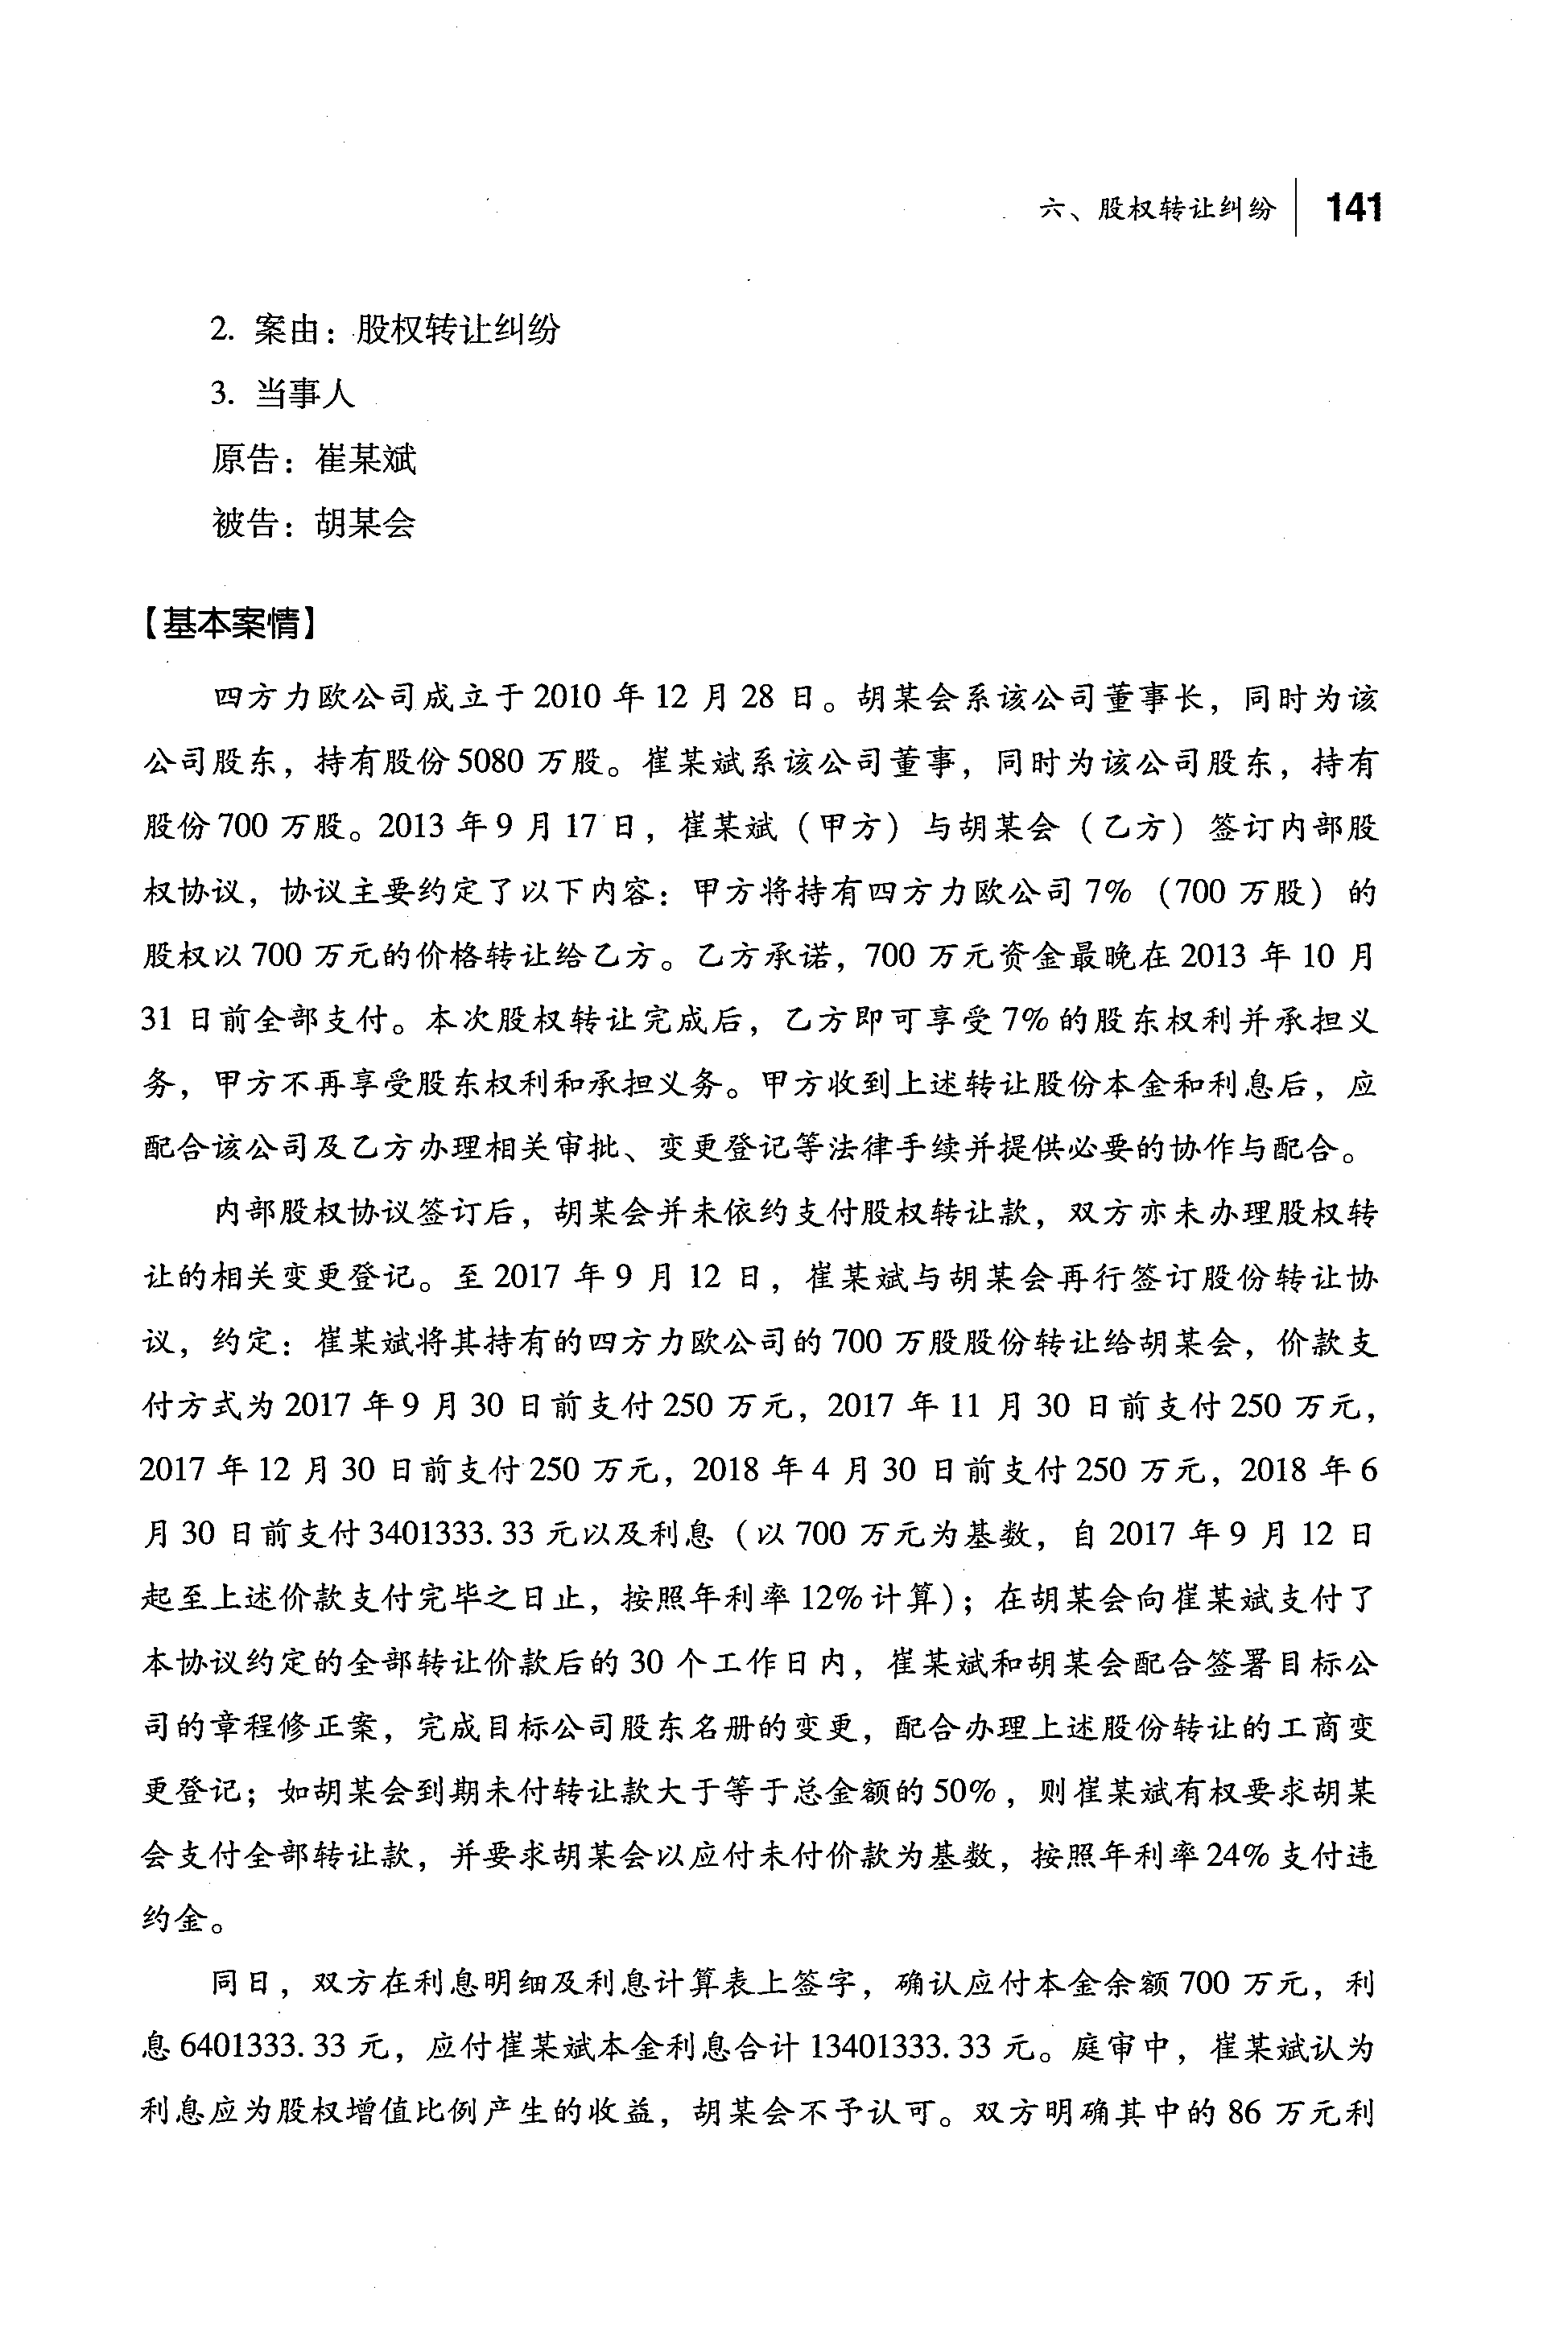 六、股权转让纠纷 141
2. 案由：股权转让纠纷
3. 当事人
原告：崔某斌
被告：胡某会
【基本案情】
四方力欧公司成立于2010年12月28日。胡某会系该公司董事长，同时为该
公司股东，持有股份5080万股。崔某斌系该公司董事，同时为该公司股东，持有
股份700万股。2013年9月17日，崔某斌（甲方）与胡某会（乙方）签订内部股
权协议，协议主要约定了以下内容：甲方将持有四方力欧公司7%（700万股）的
股权以700万元的价格转让给乙方。乙方承诺，700万元资金最晚在2013年10月
31日前全部支付。本次股权转让完成后，乙方即可享受7%的股东权利并承担义
务，甲方不再享受股东权利和承担义务。甲方收到上述转让股份本金和利息后，应
配合该公司及乙方办理相关审批、变更登记等法律手续并提供必要的协作与配合。
内部股权协议签订后，胡某会并未依约支付股权转让款，双方亦未办理股权转
让的相关变更登记。至2017年9月12日，崔某斌与胡某会再行签订股份转让协
议，约定：崔某斌将其持有的四方力欧公司的700万股股份转让给胡某会，价款支
付方式为2017年9月30日前支付250万元，2017年11月30日前支付250万元，
2017年12月30日前支付250万元，2018年4月30日前支付250万元，2018年6
月30日前支付3401333.33元以及利息（以700万元为基数，自2017年9月12日
起至上述价款支付完毕之日止，按照年利率12%计算）；在胡某会向崔某斌支付了
本协议约定的全部转让价款后的30个工作日内，崔某斌和胡某会配合签署目标公
司的章程修正案，完成目标公司股东名册的变更，配合办理上述股份转让的工商变
更登记；如胡某会到期未付转让款大于等于总金额的50%，则崔某斌有权要求胡某
会支付全部转让款，并要求胡某会以应付未付价款为基数，按照年利率24%支付违
约金。
同日，双方在利息明细及利息计算表上签字，确认应付本金余额700万元，利
息6401333.33元，应付崔某斌本金利息合计13401333.33元。庭审中，崔某斌认为
利息应为股权增值比例产生的收益，胡某会不予认可。双方明确其中的86万元利